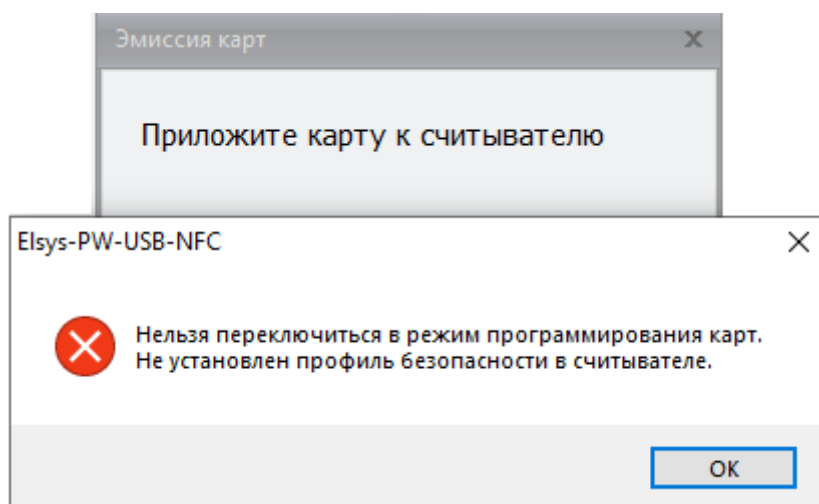 Эмиссия карт
Приложите карту к считывателю
Elsys-PW-USB-NFC
Нельзя переключиться в режим программирования карт.
Не установлен профиль безопасности в считывателе.
OK